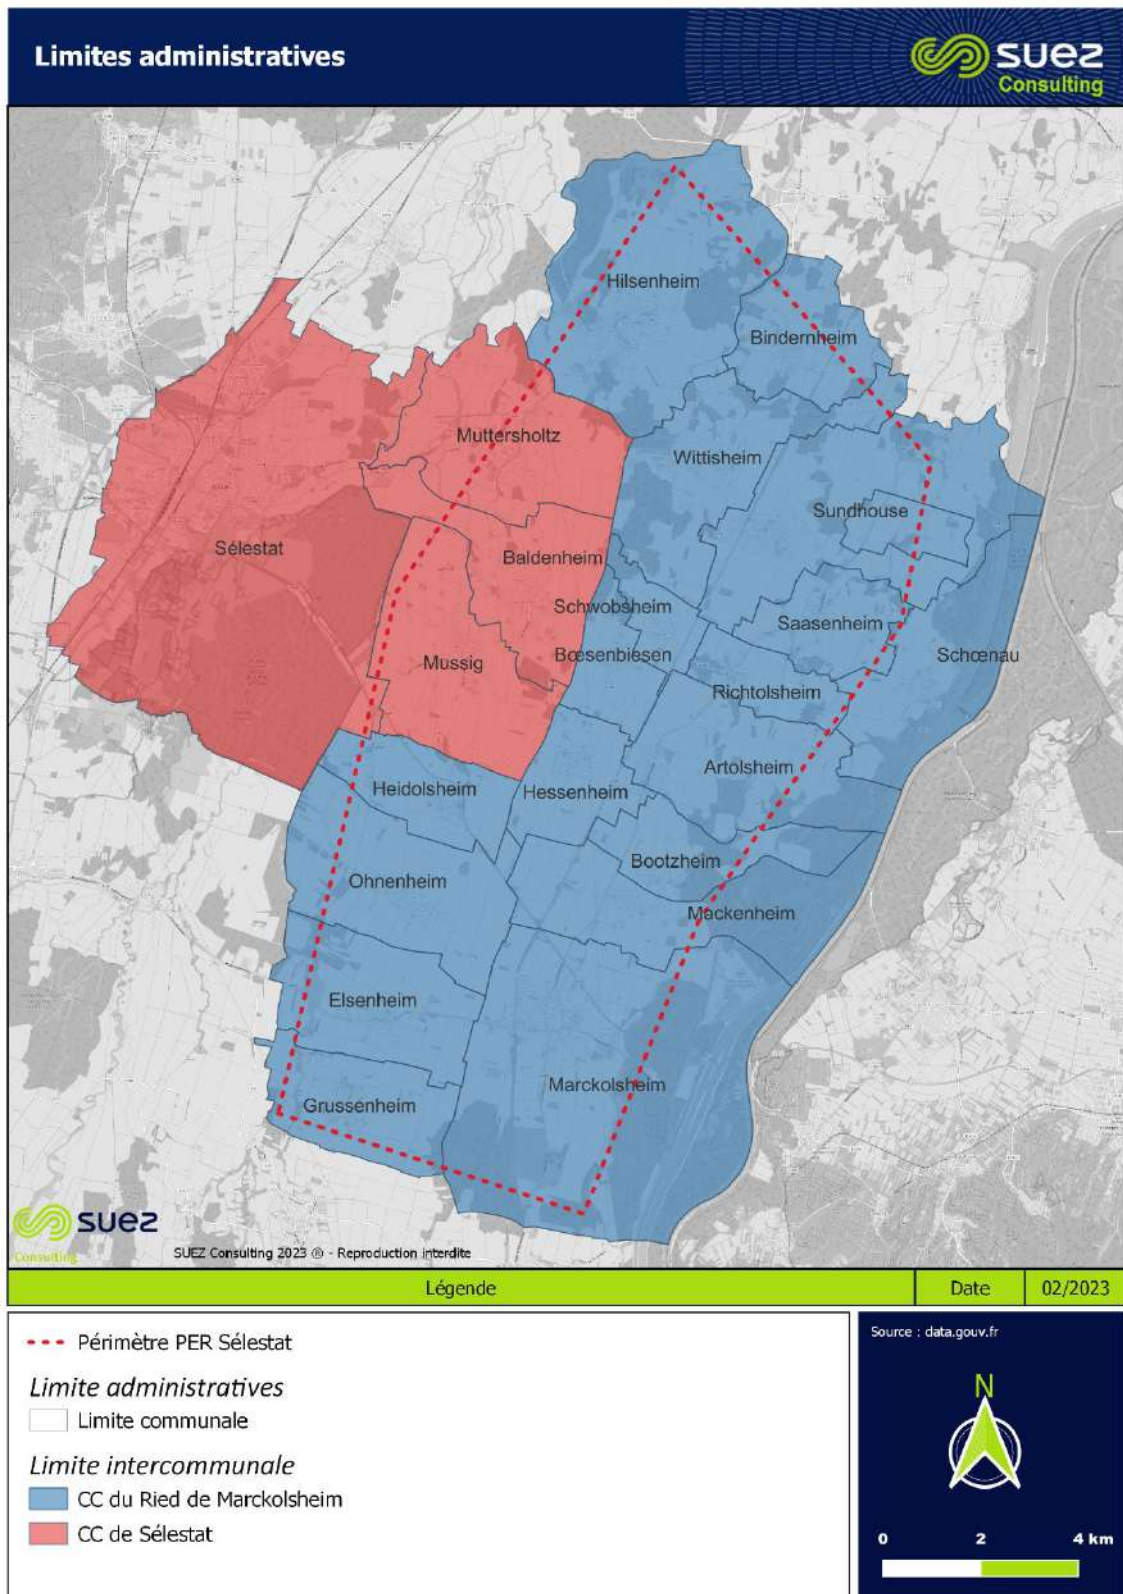 Limites administratives
suez
Consulting
Hilsenheim
Bindernheim
Muttersholtz
Wittisheim
Sundhouse
Sélestat
Baldenheim
Schwobsheim
Saasenheim
Bœsenbiesen
Schœnau
Mussig
Richtolsheim
Artolsheim
Heidolsheim
Hessenheim
Bootzheim
Ohnenheim
Mackenheim
Elsenheim
Marckolsheim
Grussenheim
suez
Consulting
SUEZ Consulting 2023 ® - Reproduction interdite
Légende
Date
02/2023
Périmètre PER Sélestat
Limite administratives
Limite communale
Limite intercommunale
CC du Ried de Marckolsheim
CC de Sélestat
Source : data.gouv.fr
N
0 2 4 km